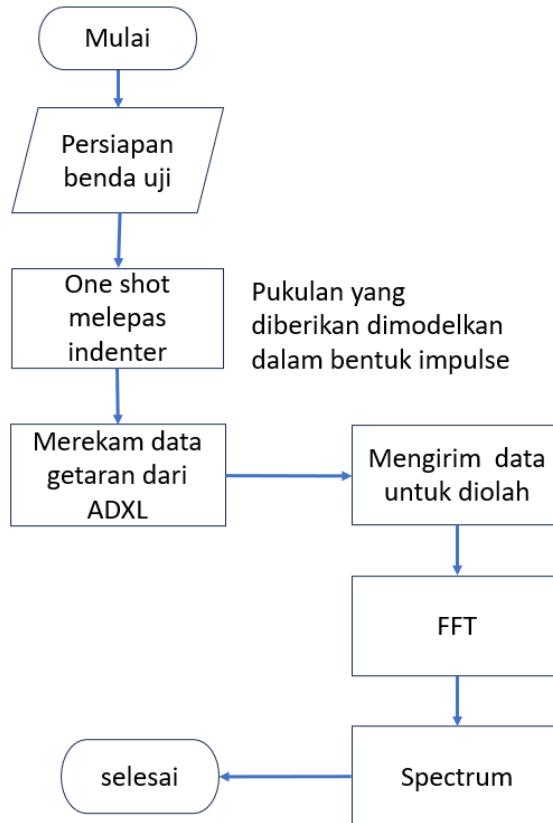 Mulai
Persiapan
benda uji
One shot
melepas
indenter
Pukulan yang
diberikan dimodelkan
dalam bentuk impulse
Merekam data
getaran dari
ADXL
Mengirim data
untuk diolah
FFT
Spectrum
selesai